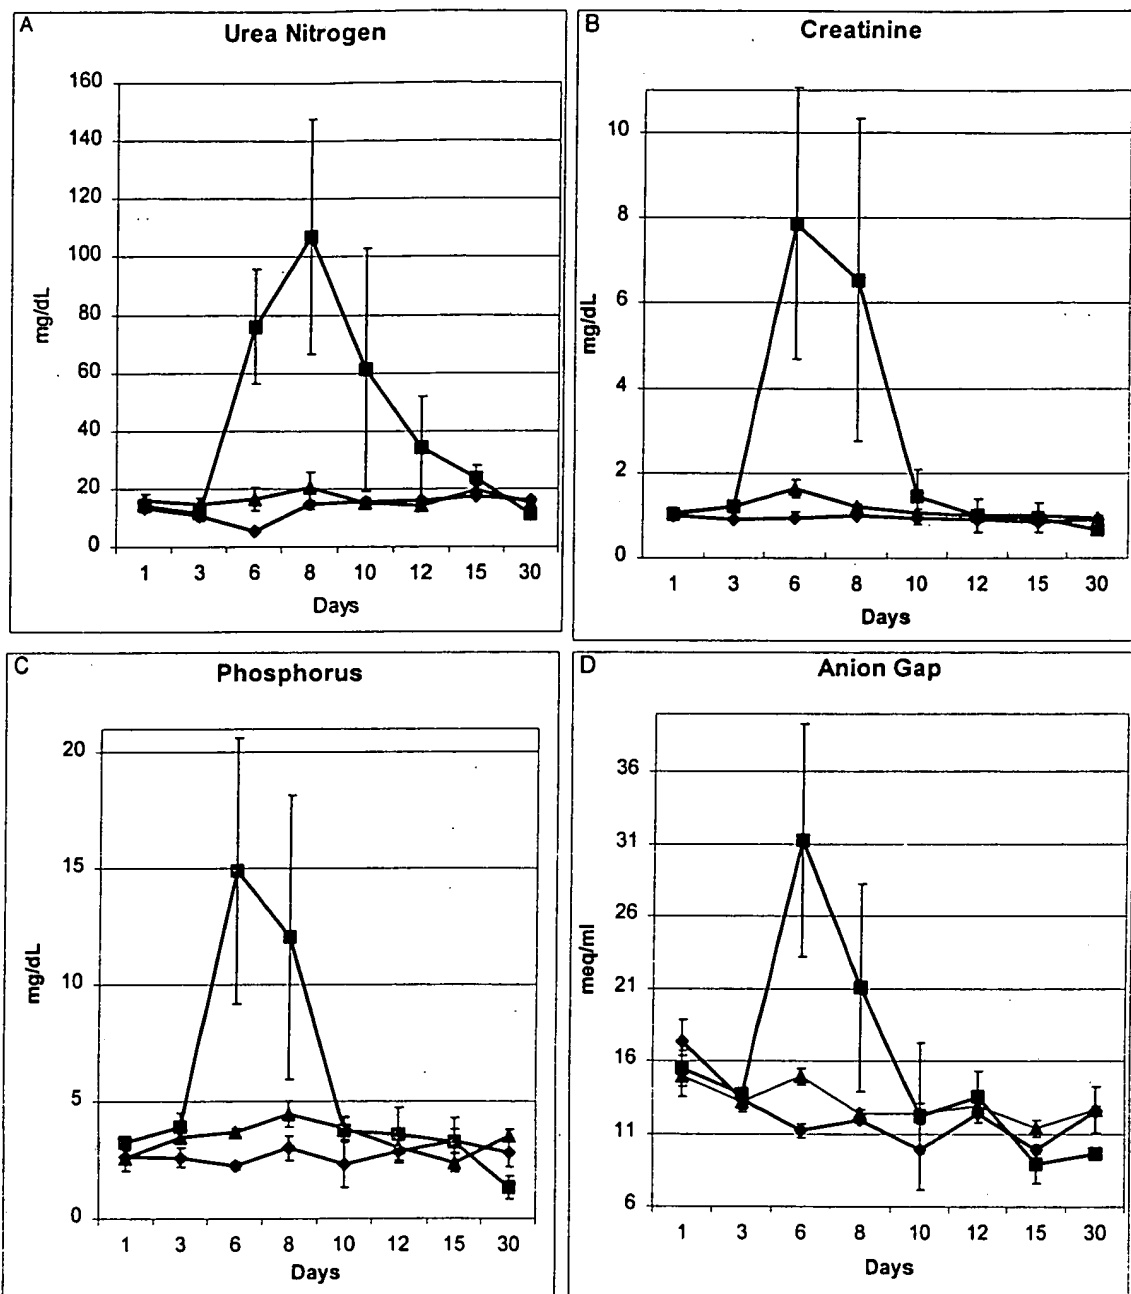 A
Urea Nitrogen
160
140
120
100
80
60
40
20
0
mg/dL
1 3 6 8 10 12 15 30
Days
B
Creatinine
10
8
6
4
2
0
mg/dL
1 3 6 8 10 12 15 30
Days
C
Phosphorus
20
15
10
5
0
mg/dL
1 3 6 8 10 12 15 30
Days
D
Anion Gap
36
31
26
21
16
11
6
meq/ml
1 3 6 8 10 12 15 30
Days